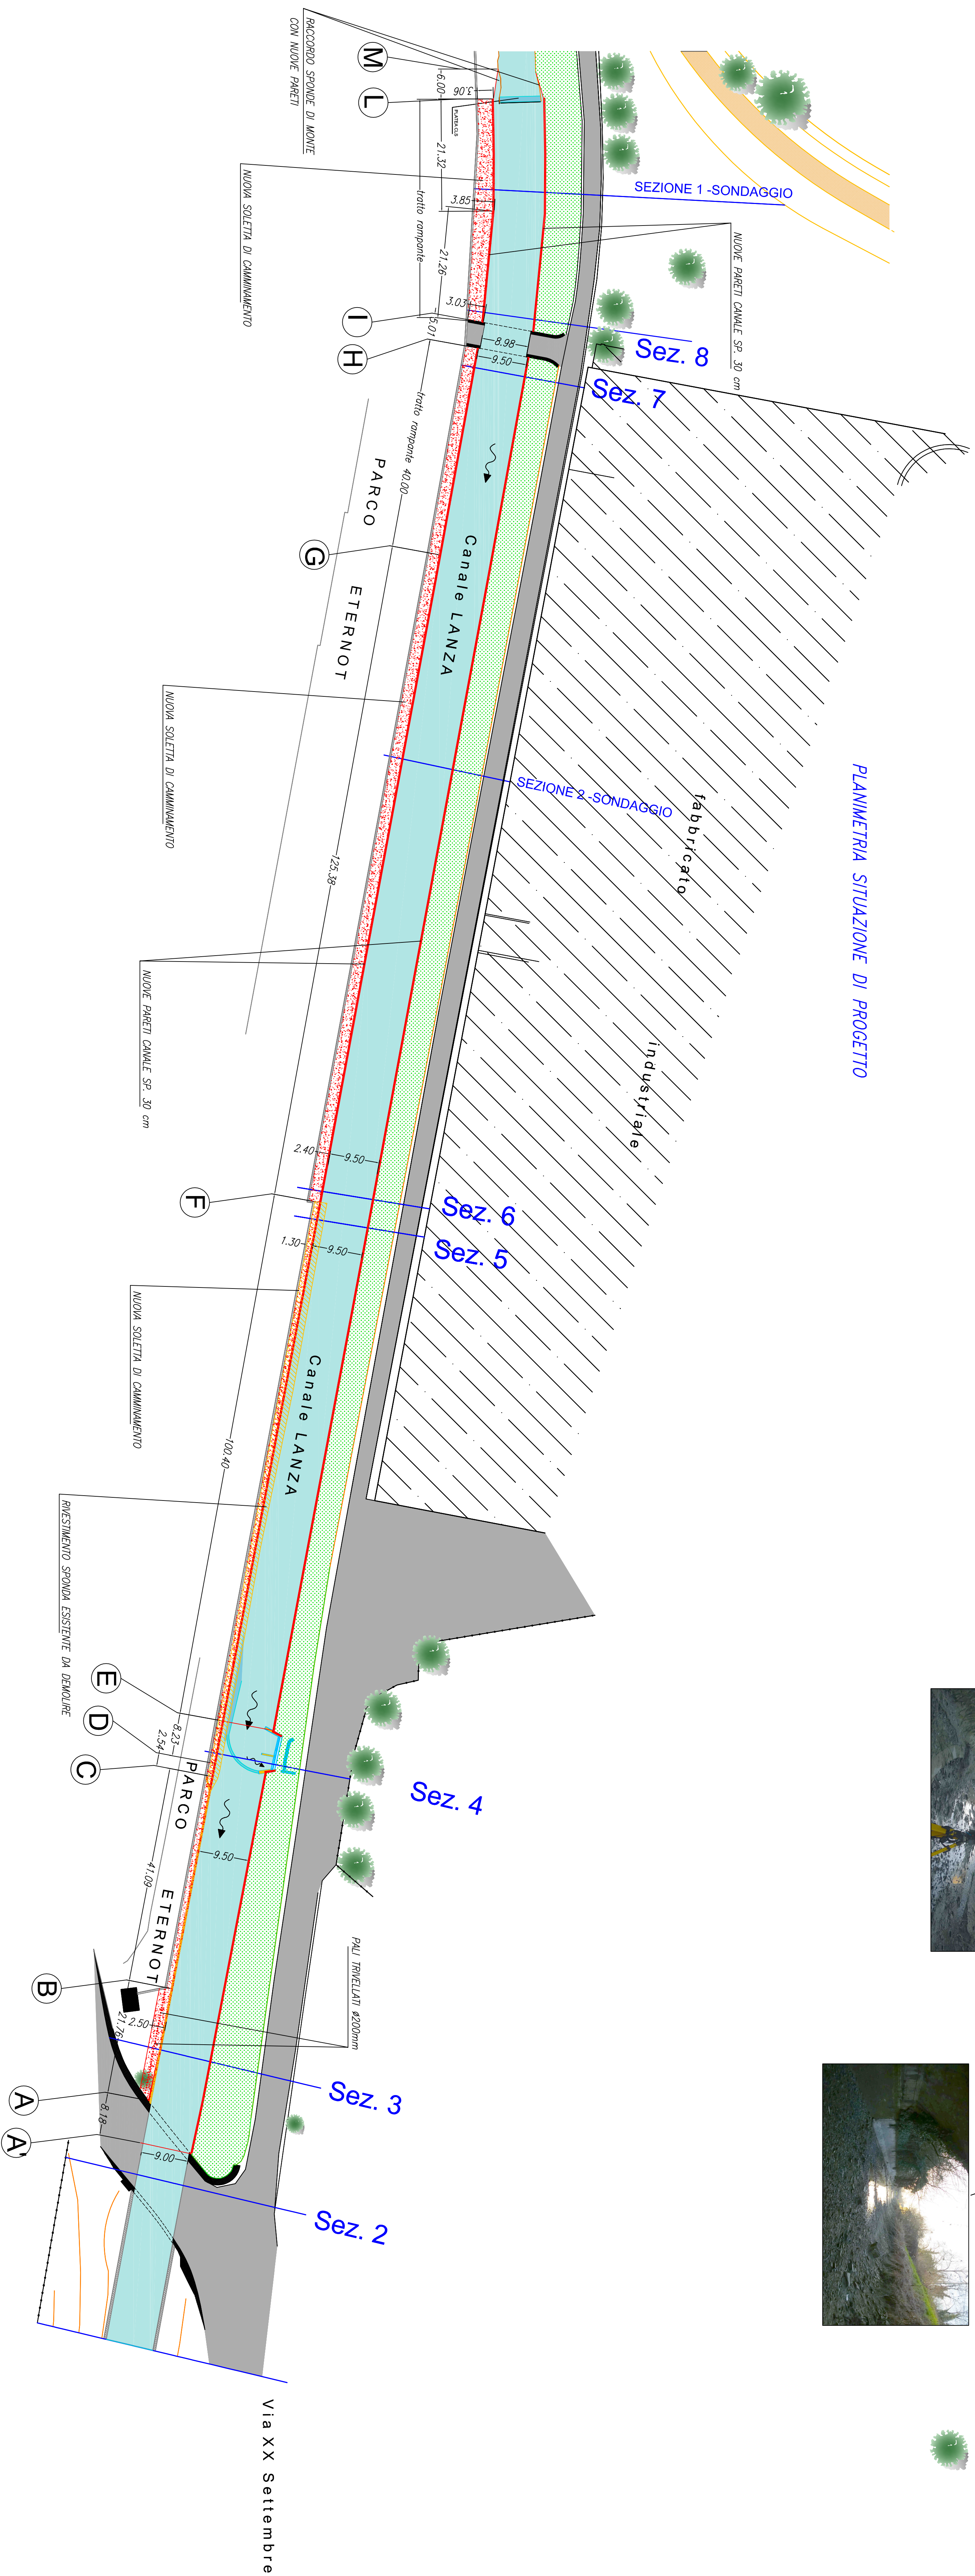 RACCORDO SPONDE DI MONTE
CON NUOVE PARETI
M
L
6.00
3.06
PLATEA CLS
21.32
tratto rampante
3.85
21.26
SEZIONE 1 -SONDAGGIO
NUOVA SOLETTA DI CAMMINAMENTO
NUOVE PARETI CANALE SP. 30 cm
3.03
I
5.01
H
8.98
9.50
Sez. 8
Sez. 7
tratto rampante 40.00
PARCO
ETERNOT
G
Canale LANZA
NUOVA SOLETTA DI CAMMINAMENTO
SEZIONE 2 -SONDAGGIO
fabbricato
industriale
PLANIMETRIA SITUAZIONE DI PROGETTO
125.38
NUOVE PARETI CANALE SP. 30 cm
2.40
9.50
F
Sez. 6
Sez. 5
1.30
9.50
NUOVA SOLETTA DI CAMMINAMENTO
Canale LANZA
100.40
RIVESTIMENTO SPONDA ESISTENTE DA DEMOLIRE
E
D
C
8.23
2.54
Sez. 4
PARCO
ETERNOT
9.50
41.09
PALI TRIVELLATI ø200mm
B
21.76
2.50
Sez. 3
A
A'
8.18
9.00
Sez. 2
Via XX Settembre